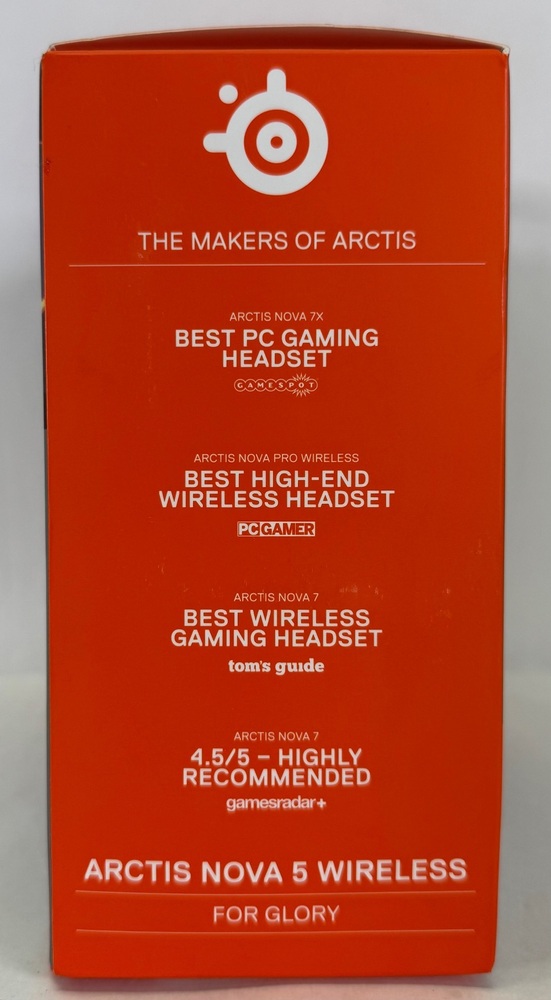 THE MAKERS OF ARCTIS
ARCTIS NOVA 7X
BEST PC GAMING
HEADSET
GAMESPOT
ARCTIS NOVA PRO WIRELESS
BEST HIGH-END
WIRELESS HEADSET
PCGAMER
ARCTIS NOVA 7
BEST WIRELESS
GAMING HEADSET
tom's guide
ARCTIS NOVA 7
4.5/5 – HIGHLY
RECOMMENDED
gamesradar+
ARCTIS NOVA 5 WIRELESS
FOR GLORY